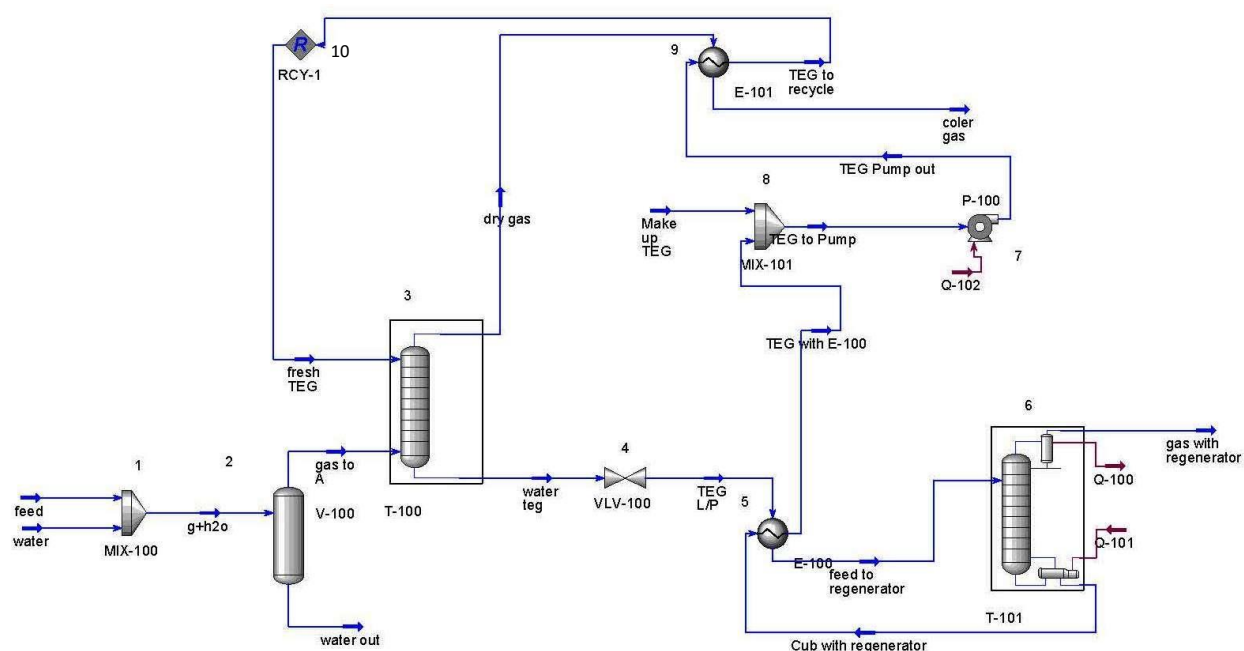 R
10
RCY-1
9
E-101
TEG to
recycle
coler
gas
TEG Pump out
8
P-100
dry gas
Make
up
TEG
TEG to Pump
MIX-101
7
Q-102
3
TEG with E-100
fresh
TEG
6
gas with
regenerator
1
2
gas to
A
4
Q-100
feed
water
g+h2o
V-100
T-100
water
teg
VLV-100
TEG
L/P
5
Q-101
MIX-100
E-100
feed to
regenerator
T-101
water out
Cub with regenerator